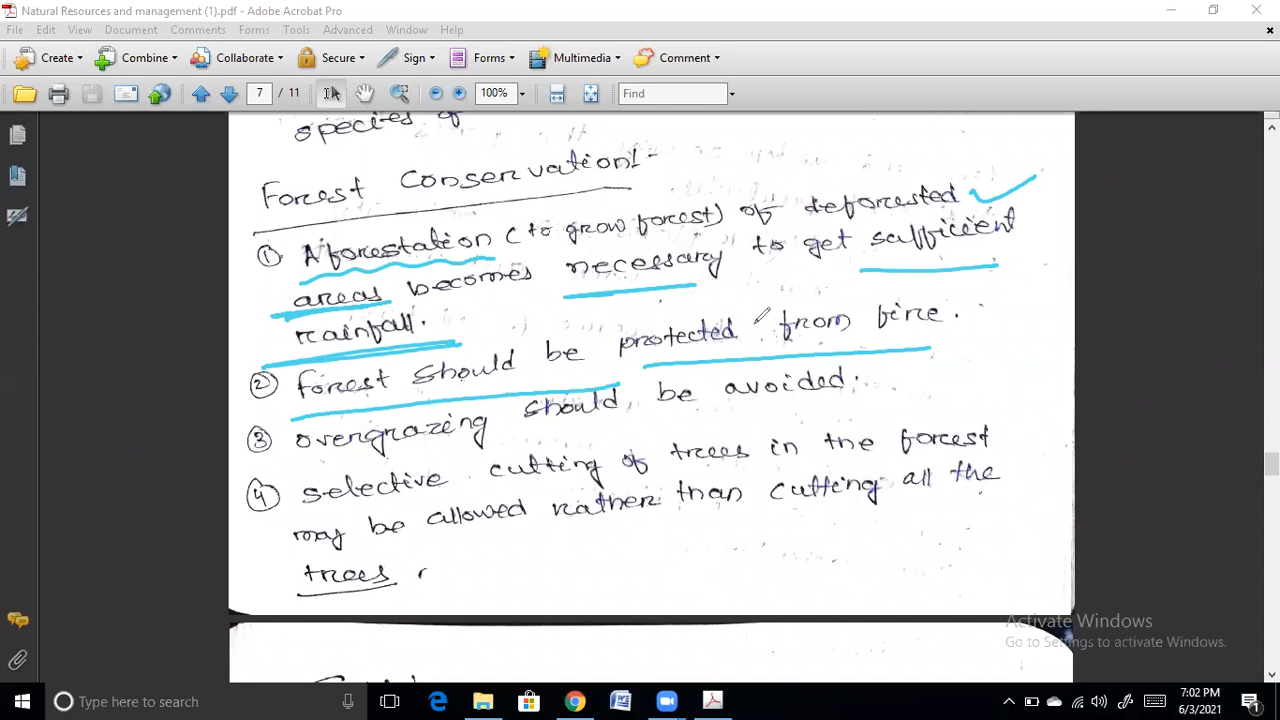 Natural Resources and management (1).pdf - Adobe Acrobat Pro
File Edit View Document Comments Forms Tools Advanced Window Help
Create Combine Collaborate Secure Sign Forms Multimedia Comment
7 / 11 100% Find
species of
Forest Conservation!-
① Afforestation (to grow forest) of deforested
areas becomes necessary to get sufficient
rainfall.
② Forest should be protected from fire.
③ overgrazing should be avoided.
④ selective cutting of trees in the forest
may be allowed rather than cutting all the
trees
Activate Windows
Go to Settings to activate Windows.
Type here to search
7:02 PM
6/3/2021